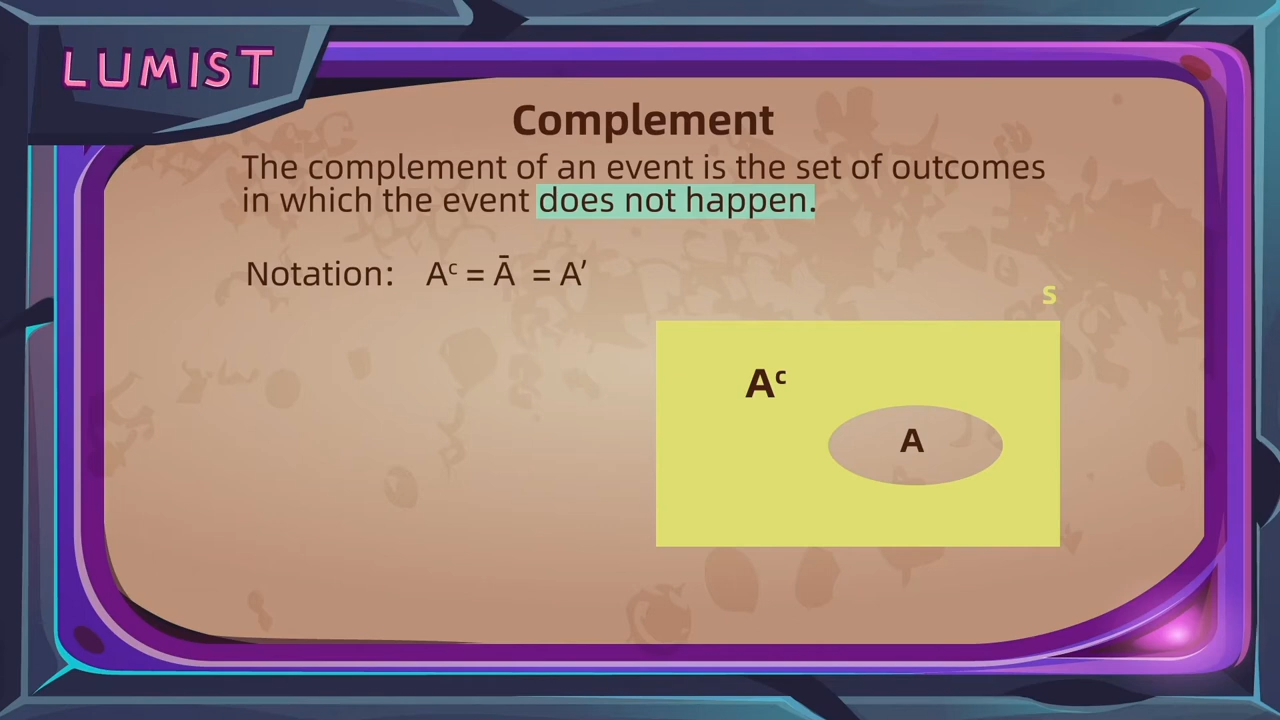 LUMIST
Complement
The complement of an event is the set of outcomes
in which the event does not happen.
Notation: Aᶜ = Ā = A′
S
Aᶜ
A